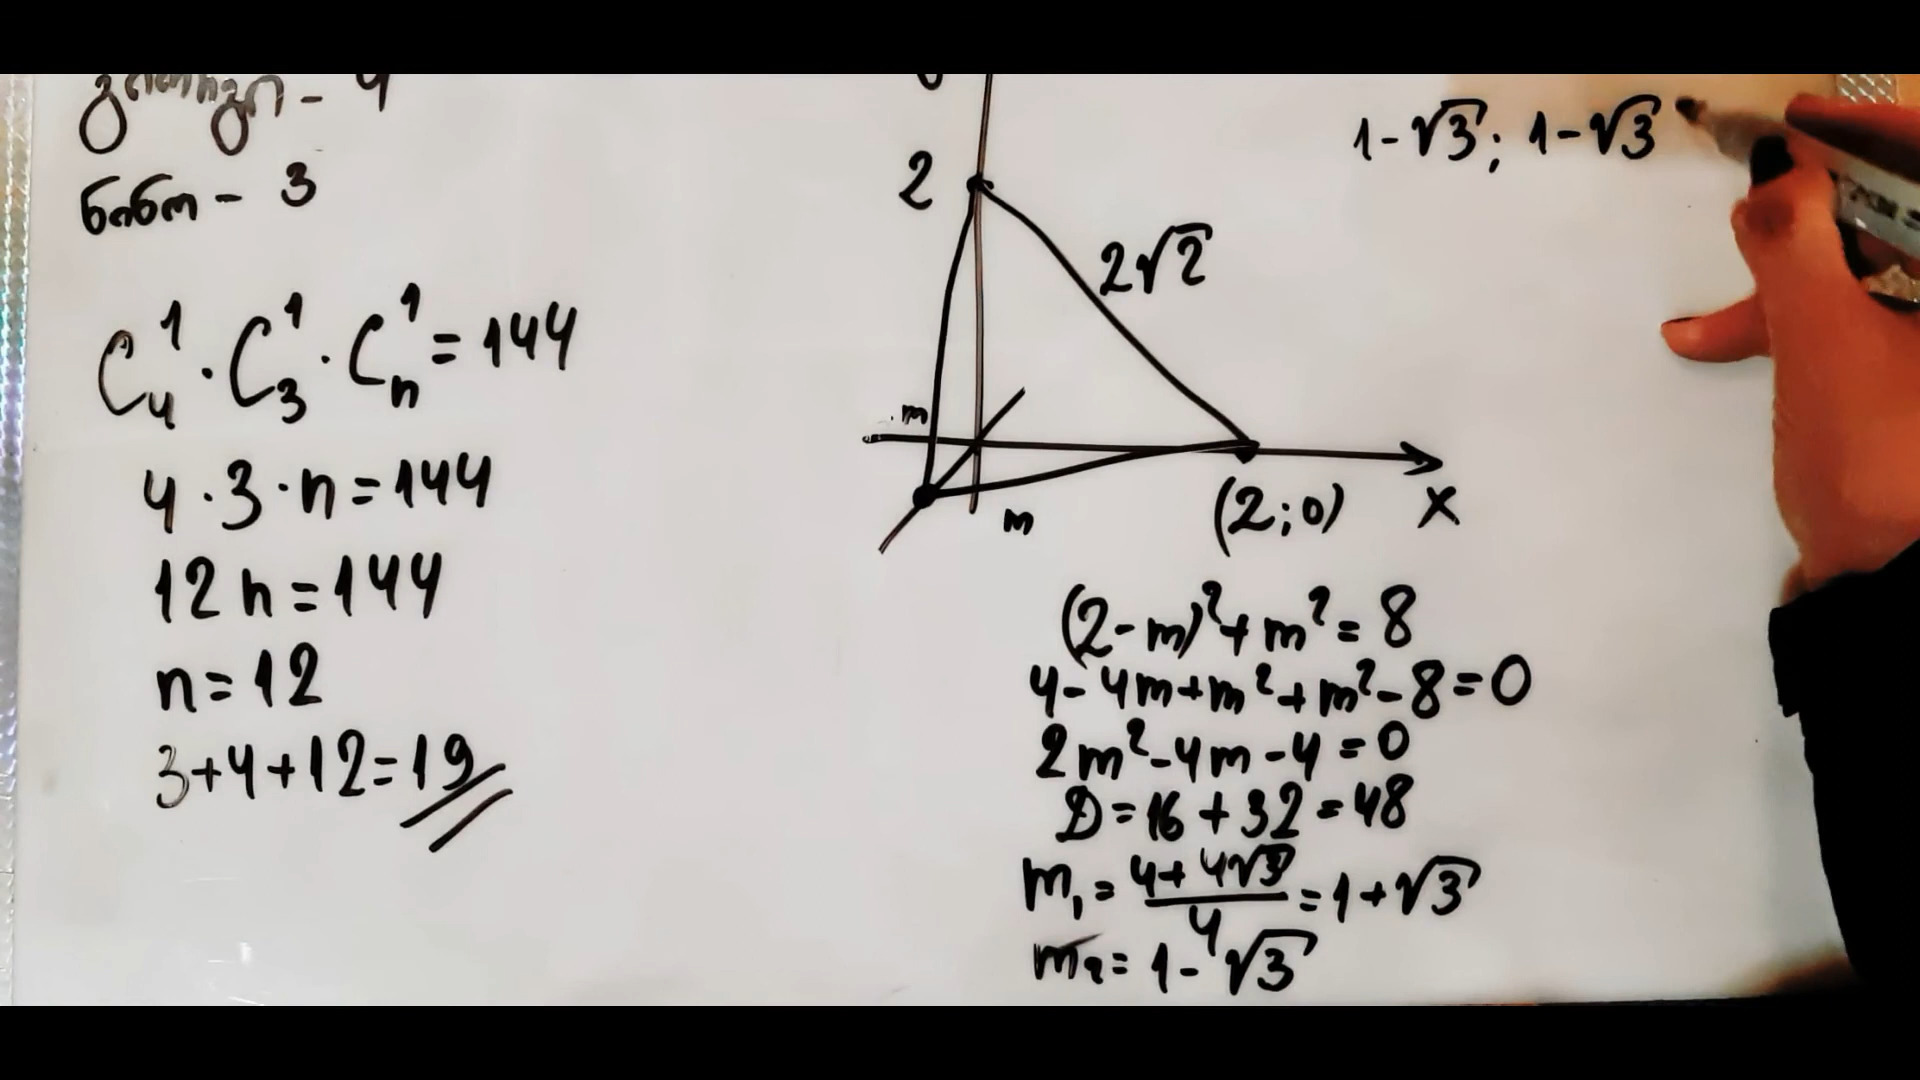 - 4
ნინო - 3
C₄¹ · C₃¹ · Cₙ¹ = 144
4 · 3 · n = 144
12n = 144
n = 12
3+4+12=19
2
2√2
m
m
(2;0)
x
1-√3; 1-√3
(2-m)²+m²=8
4-4m+m²+m²-8=0
2m²-4m-4=0
D=16+32=48
m₁=(4+4√3)/4=1+√3
m₂=1-√3